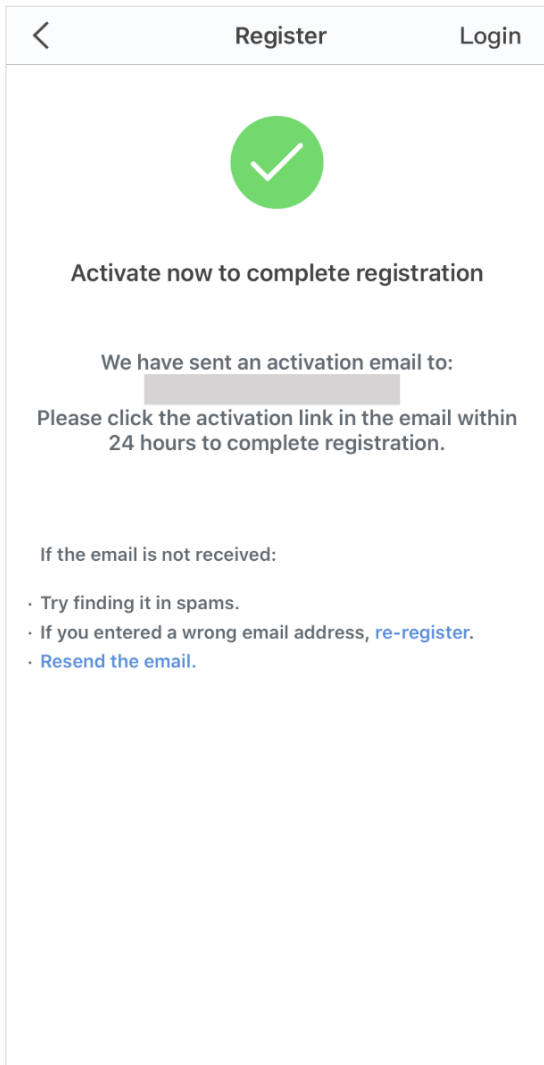 Register Login
Activate now to complete registration
We have sent an activation email to:
Please click the activation link in the email within
24 hours to complete registration.
If the email is not received:
· Try finding it in spams.
· If you entered a wrong email address, re-register.
· Resend the email.